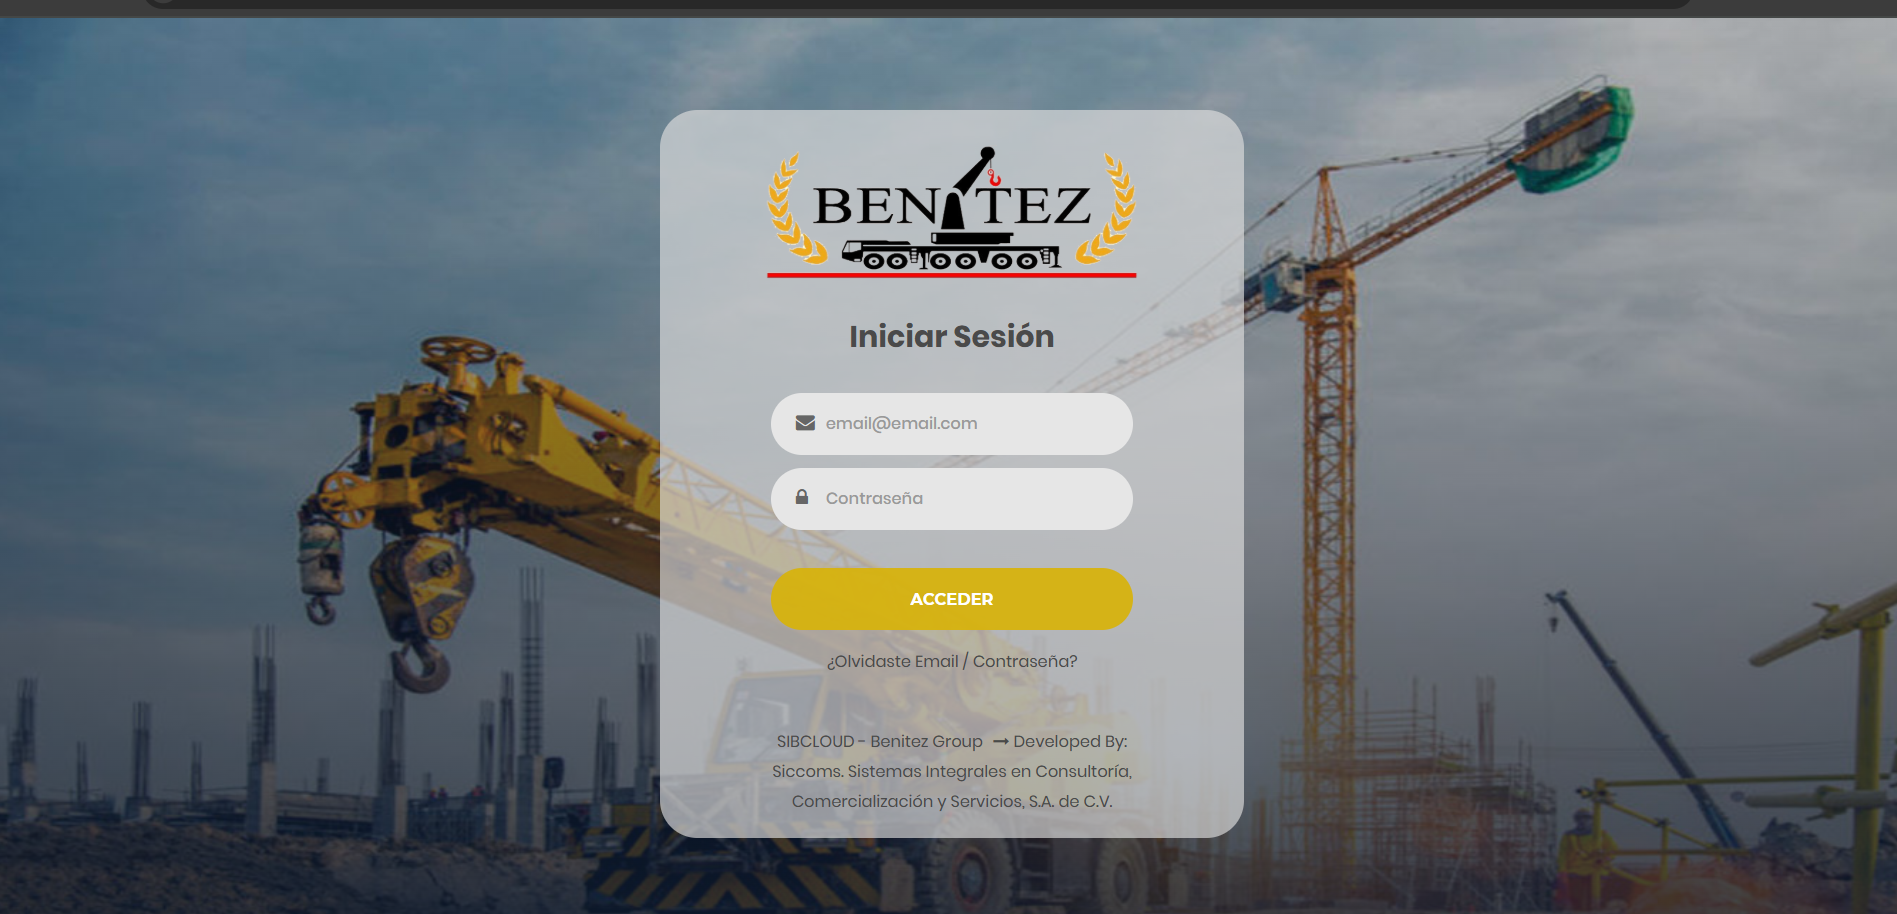 BENITEZ
Iniciar Sesión
email@email.com
Contraseña
ACCEDER
¿Olvidaste Email / Contraseña?
SIBCLOUD - Benitez Group → Developed By:
Siccoms. Sistemas Integrales en Consultoría,
Comercialización y Servicios, S.A. de C.V.